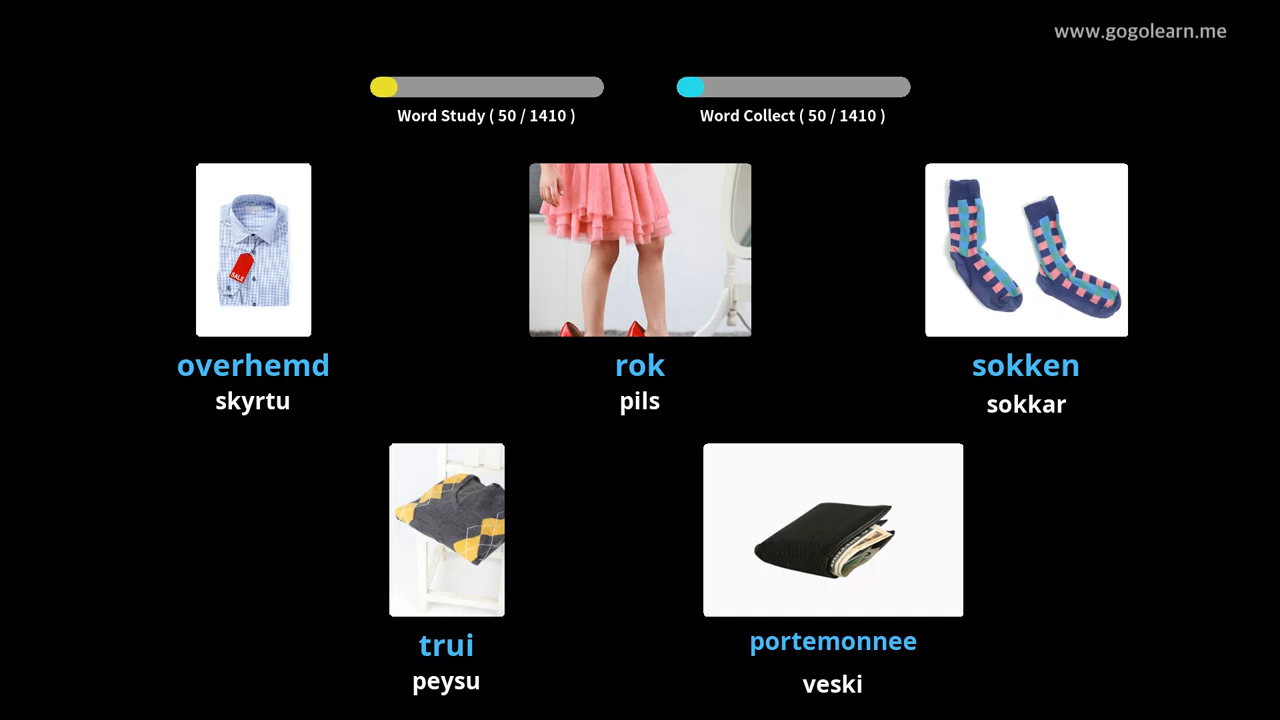 www.gogolearn.me
Word Study ( 50 / 1410 )
Word Collect ( 50 / 1410 )
SALE
overhemd
skyrtu
rok
pils
sokken
sokkar
trui
peysu
portemonnee
veski